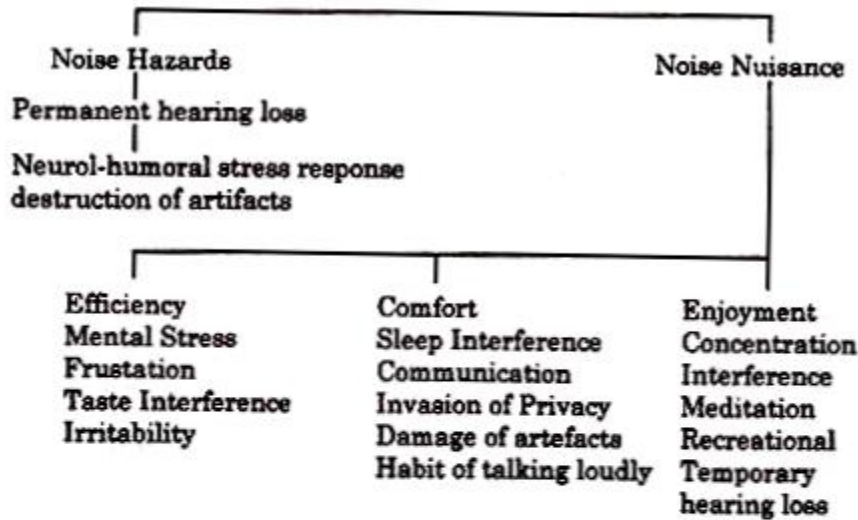 Noise Hazards
Noise Nuisance
Permanent hearing loss
Neurol-humoral stress response
destruction of artifacts
Efficiency
Mental Stress
Frustation
Taste Interference
Irritability
Comfort
Sleep Interference
Communication
Invasion of Privacy
Damage of artefacts
Habit of talking loudly
Enjoyment
Concentration
Interference
Meditation
Recreational
Temporary
hearing loss